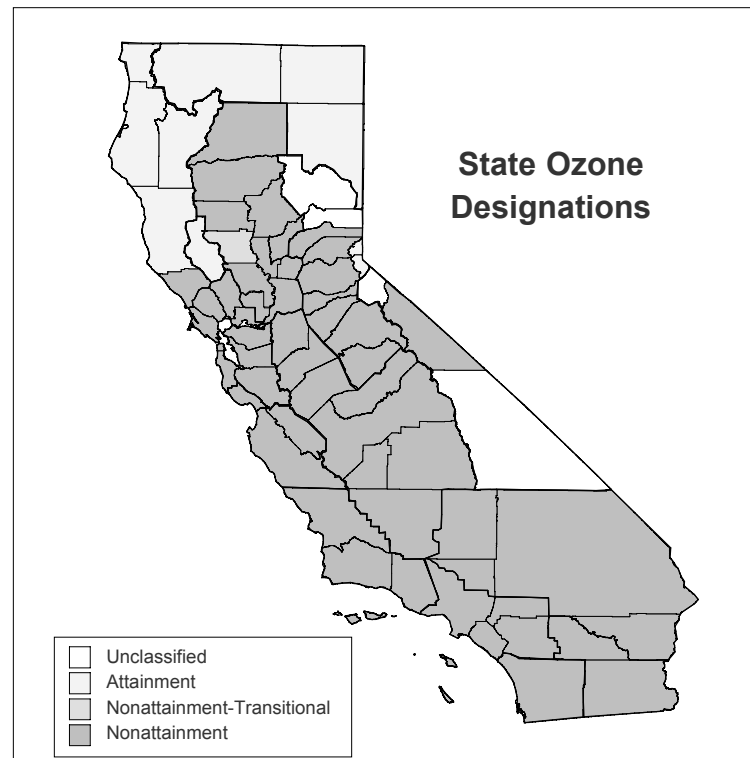 State Ozone
Designations
Unclassified
Attainment
Nonattainment-Transitional
Nonattainment